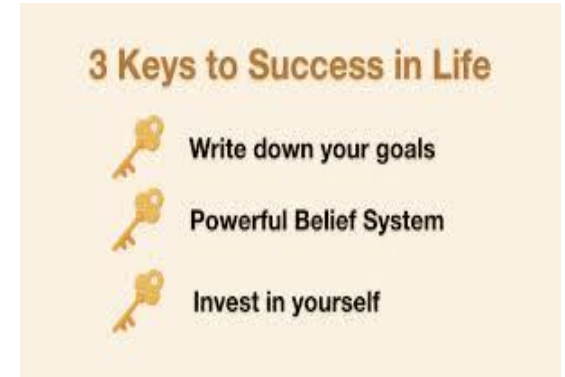 3 Keys to Success in Life
Write down your goals
Powerful Belief System
Invest in yourself